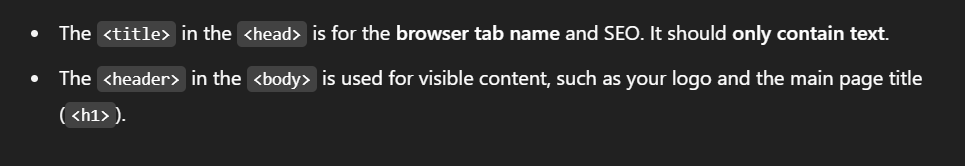 • The <title> in the <head> is for the browser tab name and SEO. It should only contain text.
• The <header> in the <body> is used for visible content, such as your logo and the main page title
(<h1>).